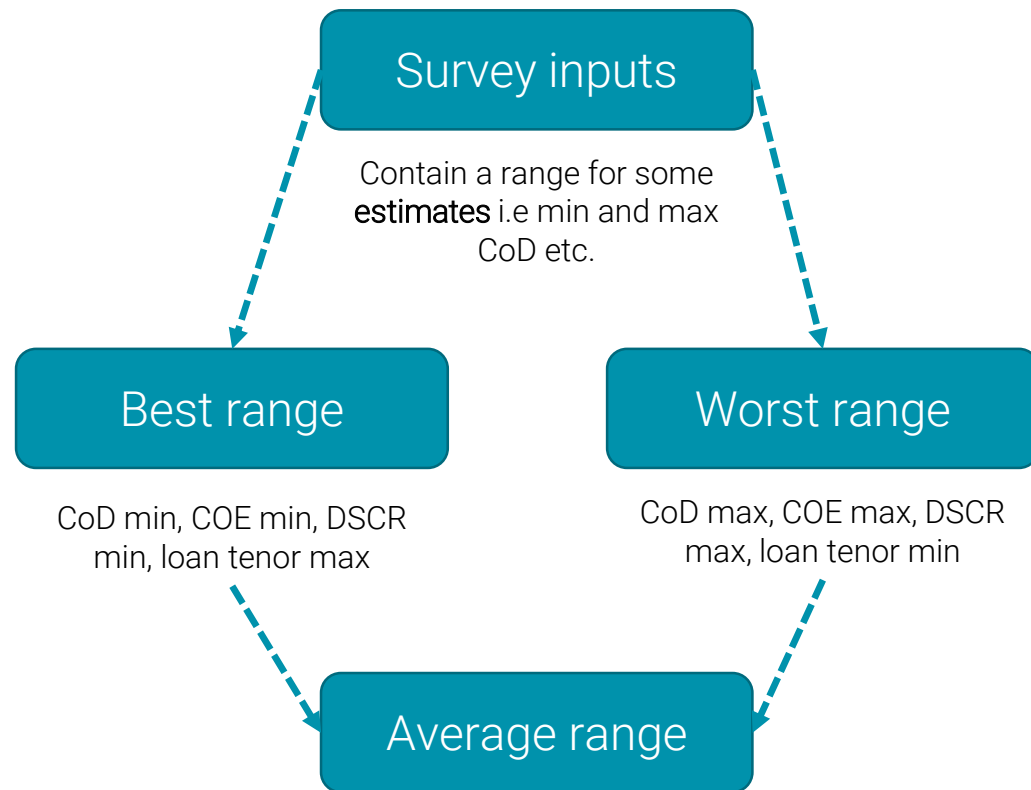 Survey inputs
Contain a range for some
estimates i.e min and max
CoD etc.
Best range
Worst range
CoD min, COE min, DSCR
min, loan tenor max
CoD max, COE max, DSCR
max, loan tenor min
Average range